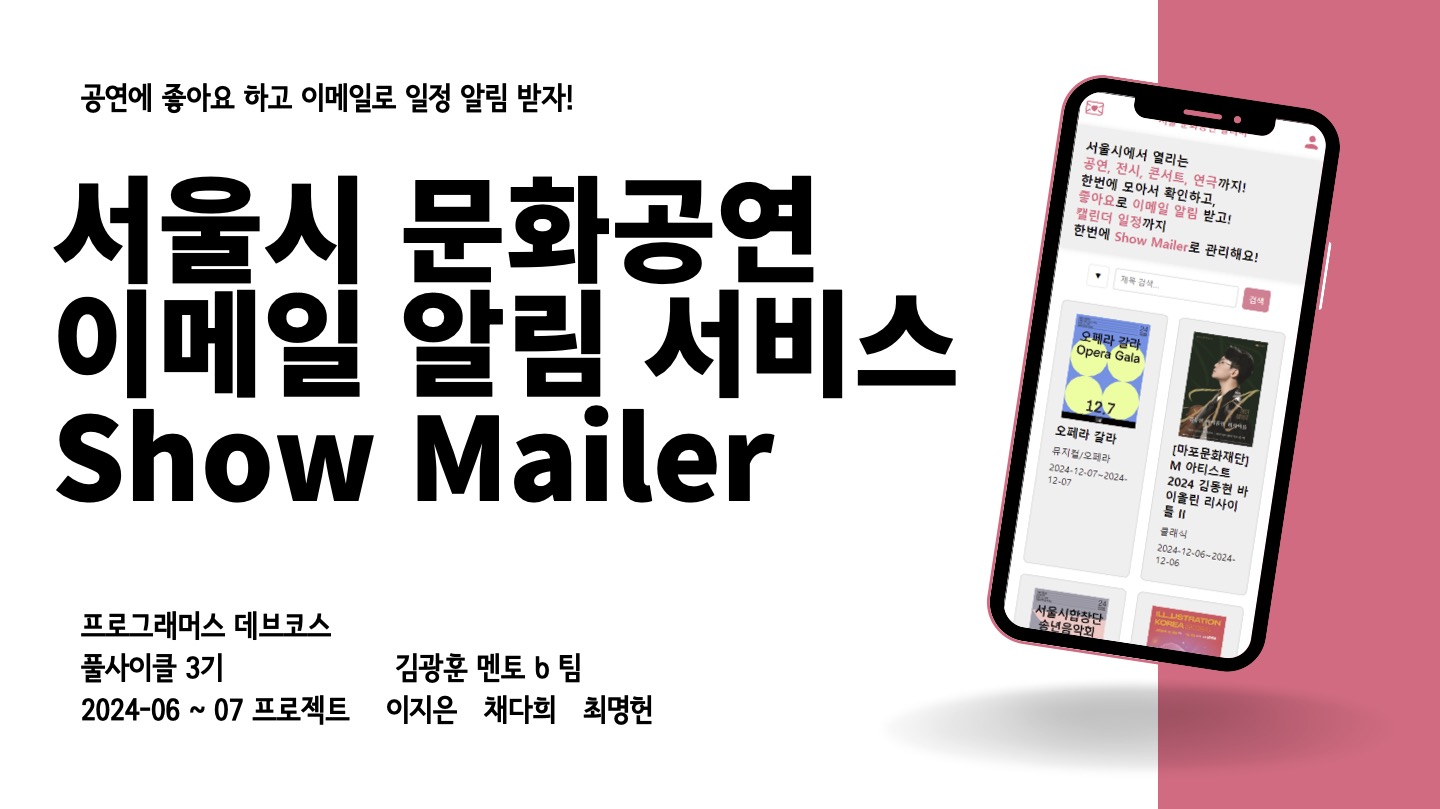 공연에 좋아요 하고 이메일로 일정 알림 받자!
서울시 문화공연
이메일 알림 서비스
Show Mailer
프로그래머스 데브코스
풀사이클 3기
김광훈 멘토 b 팀
2024-06 ~ 07 프로젝트
이지은 채다희 최명헌
서울시에서 열리는
공연, 전시, 콘서트, 연극까지!
한번에 모아서 확인하고,
좋아요로 이메일 알림 받고!
캘린더 일정까지
한번에 Show Mailer로 관리해요!
▼
제목 검색...
검색
24
오페라 갈라
Opera Gala
12.7
오페라 갈라
뮤지컬/오페라
2024-12-07~2024-
12-07
[마포문화재단]
M 아티스트
2024 김동현 바
이올린 리사이
틀 II
클래식
2024-12-06~2024-
12-06
24
서울시합창단
송년음악회
ILLUSTRATION
KOREA